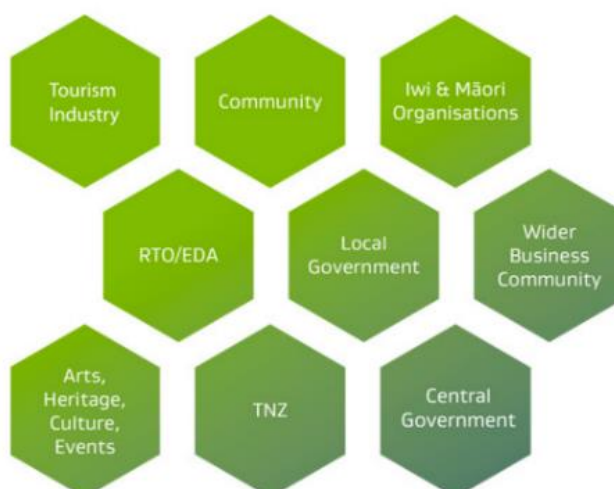 Tourism
Industry
Community
Iwi & Māori
Organisations
RTO/EDA
Local
Government
Wider
Business
Community
Arts,
Heritage,
Culture,
Events
TNZ
Central
Government